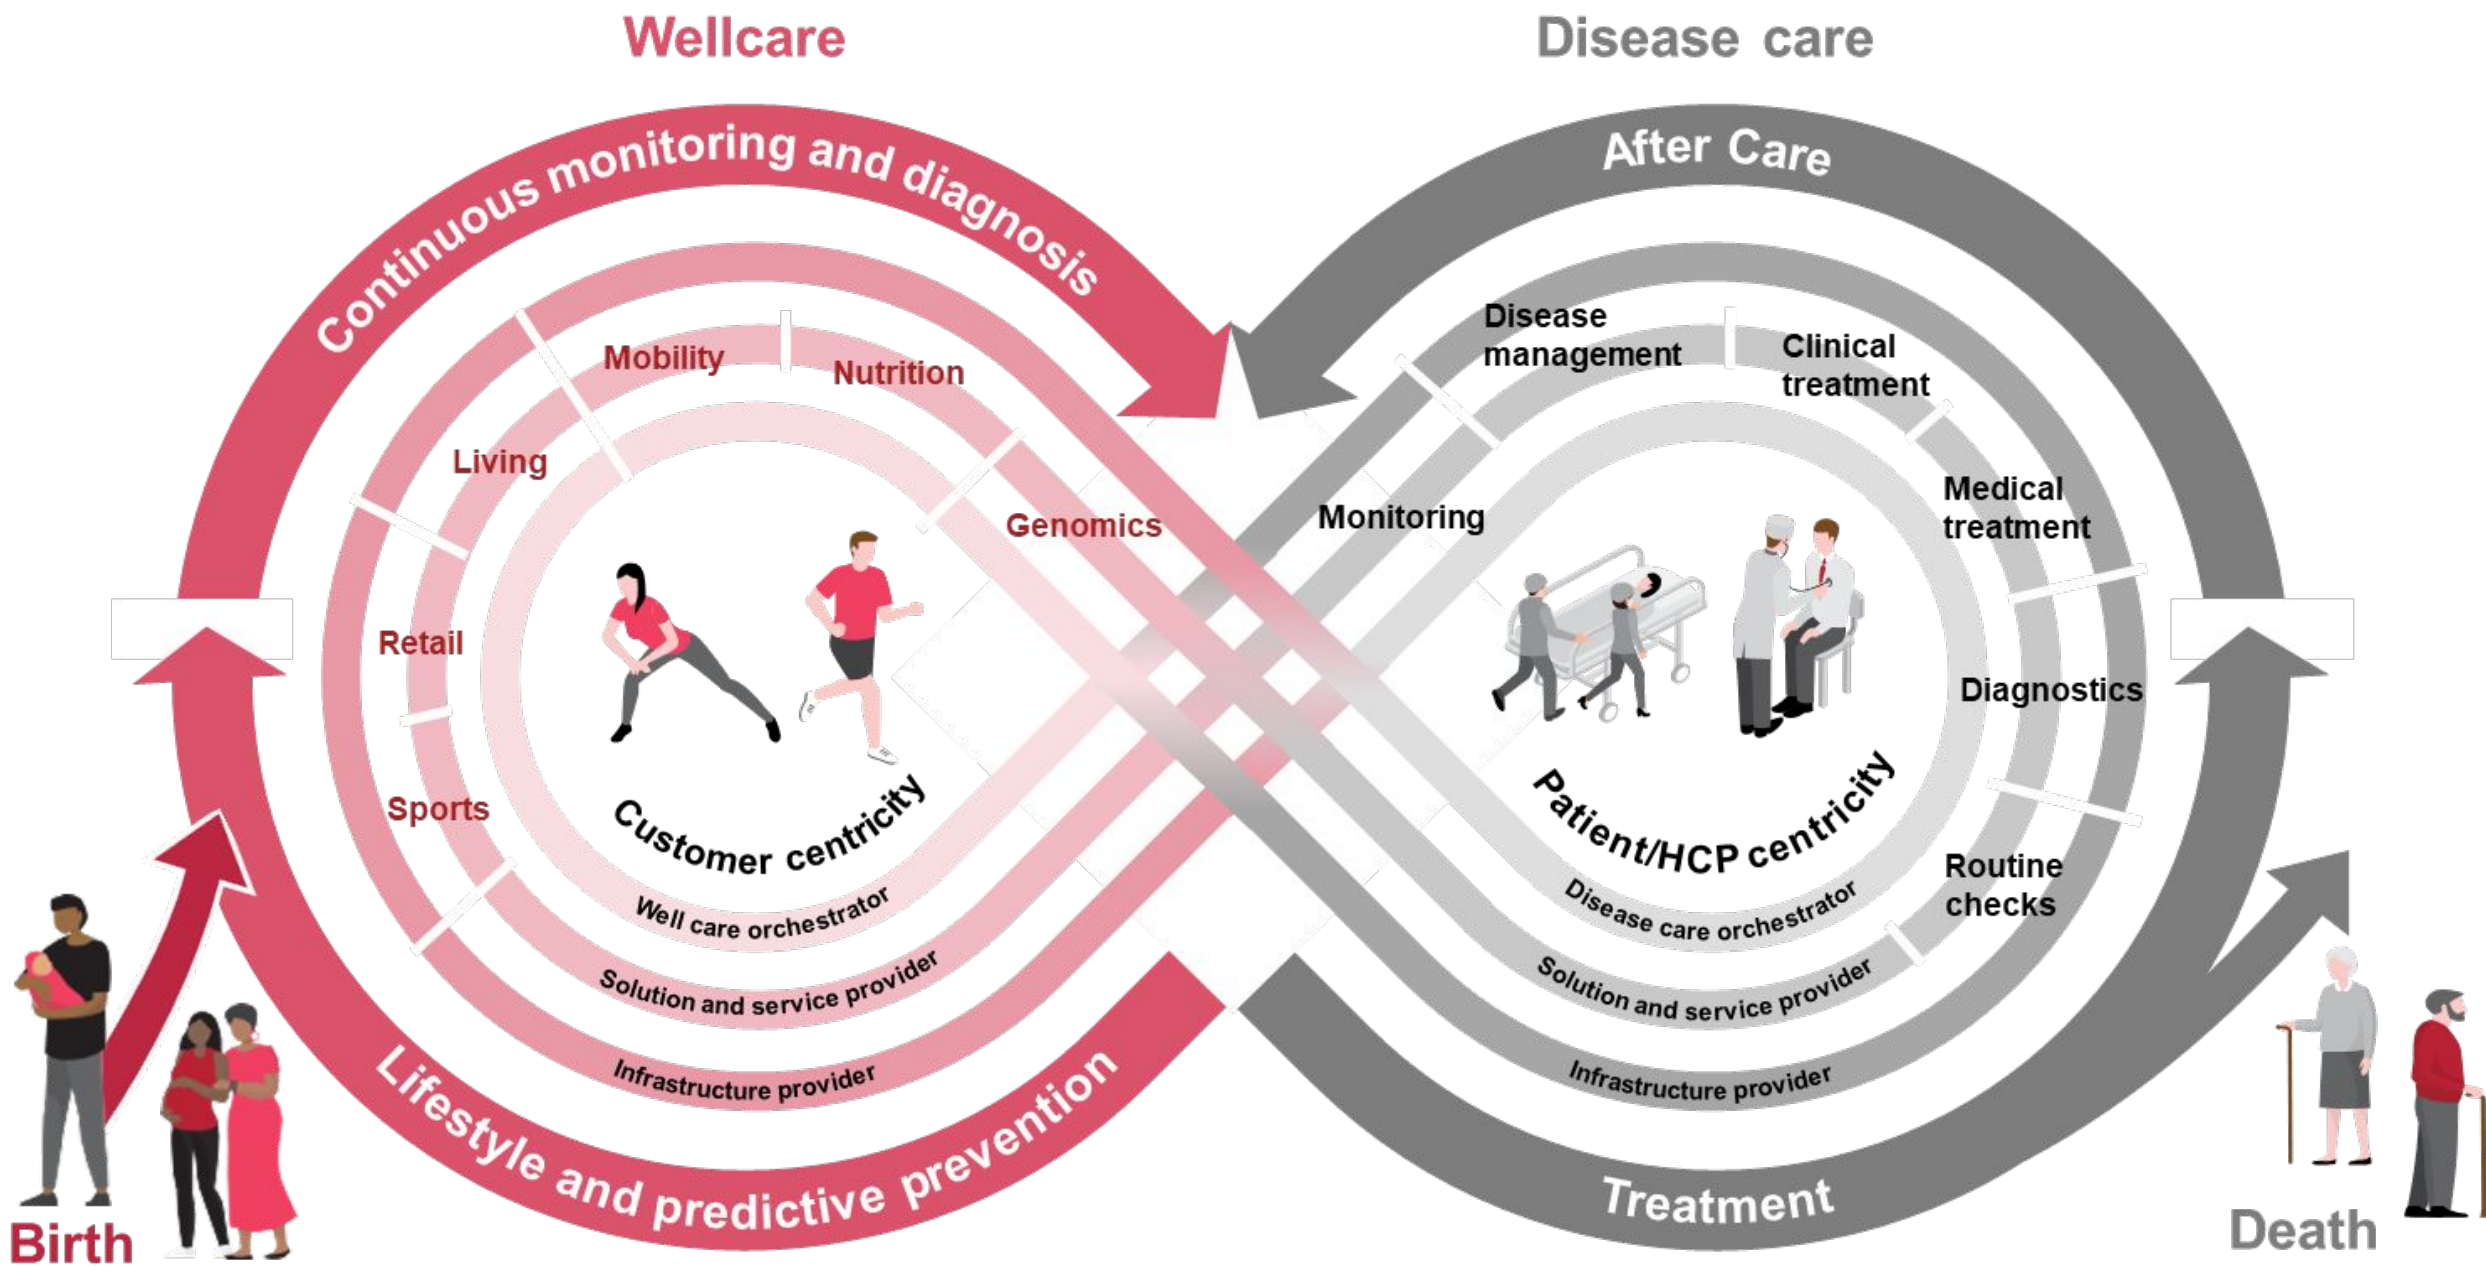 Wellcare
Disease care
Continuous monitoring and diagnosis
After Care
Mobility
Nutrition
Living
Genomics
Retail
Sports
Customer centricity
Well care orchestrator
Solution and service provider
Infrastructure provider
Lifestyle and predictive prevention
Birth
Disease
management
Clinical
treatment
Monitoring
Medical
treatment
Diagnostics
Routine
checks
Patient/HCP centricity
Disease care orchestrator
Solution and service provider
Infrastructure provider
Treatment
Death